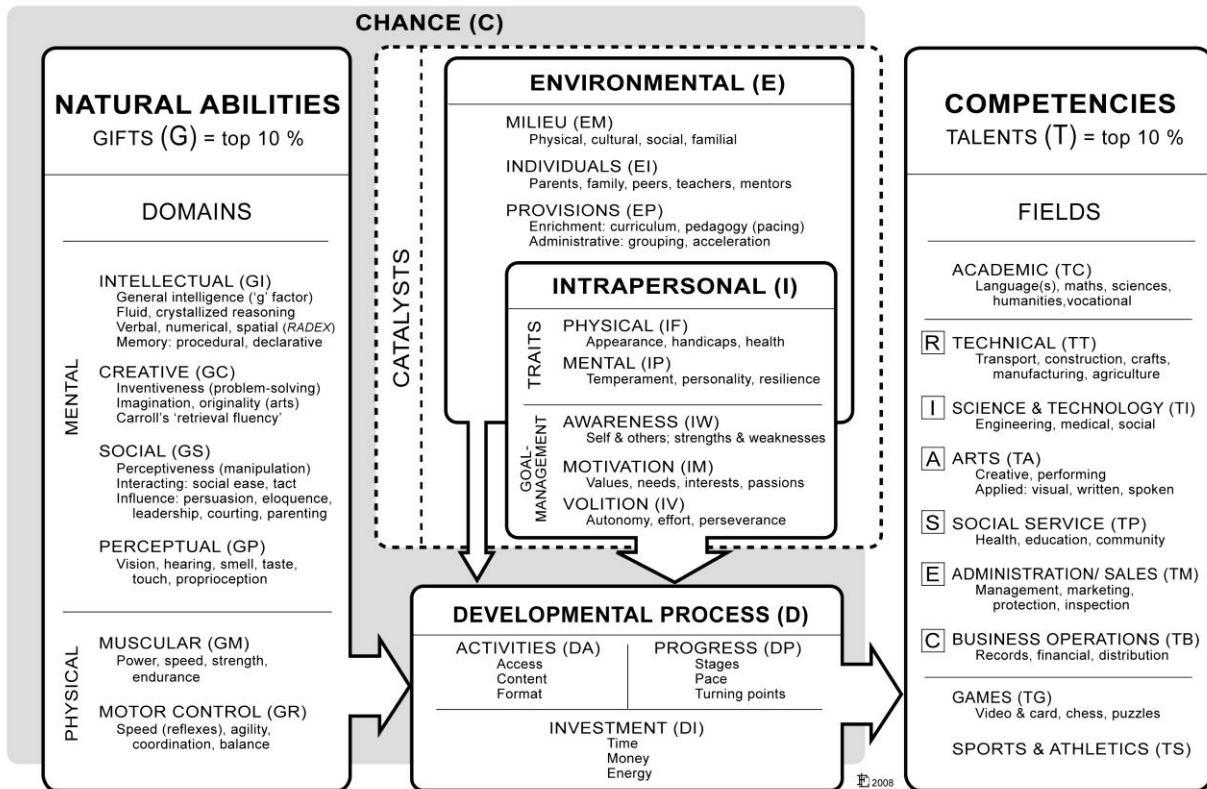 CHANCE (C)
NATURAL ABILITIES
GIFTS (G) = top 10 %
DOMAINS
MENTAL
INTELLECTUAL (GI)
General intelligence (‘g’ factor)
Fluid, crystallized reasoning
Verbal, numerical, spatial (RADEX)
Memory: procedural, declarative
CREATIVE (GC)
Inventiveness (problem-solving)
Imagination, originality (arts)
Carroll’s ‘retrieval fluency’
SOCIAL (GS)
Perceptiveness (manipulation)
Interacting: social ease, tact
Influence: persuasion, eloquence,
leadership, courting, parenting
PERCEPTUAL (GP)
Vision, hearing, smell, taste,
touch, proprioception
PHYSICAL
MUSCULAR (GM)
Power, speed, strength,
endurance
MOTOR CONTROL (GR)
Speed (reflexes), agility,
coordination, balance
CATALYSTS
ENVIRONMENTAL (E)
MILIEU (EM)
Physical, cultural, social, familial
INDIVIDUALS (EI)
Parents, family, peers, teachers, mentors
PROVISIONS (EP)
Enrichment: curriculum, pedagogy (pacing)
Administrative: grouping, acceleration
INTRAPERSONAL (I)
TRAITS
PHYSICAL (IF)
Appearance, handicaps, health
MENTAL (IP)
Temperament, personality, resilience
GOAL-
MANAGEMENT
AWARENESS (IW)
Self & others; strengths & weaknesses
MOTIVATION (IM)
Values, needs, interests, passions
VOLITION (IV)
Autonomy, effort, perseverance
DEVELOPMENTAL PROCESS (D)
ACTIVITIES (DA)
Access
Content
Format
PROGRESS (DP)
Stages
Pace
Turning points
INVESTMENT (DI)
Time
Money
Energy
2008
COMPETENCIES
TALENTS (T) = top 10 %
FIELDS
ACADEMIC (TC)
Language(s), maths, sciences,
humanities,vocational
R TECHNICAL (TT)
Transport, construction, crafts,
manufacturing, agriculture
I SCIENCE & TECHNOLOGY (TI)
Engineering, medical, social
A ARTS (TA)
Creative, performing
Applied: visual, written, spoken
S SOCIAL SERVICE (TP)
Health, education, community
E ADMINISTRATION/ SALES (TM)
Management, marketing,
protection, inspection
C BUSINESS OPERATIONS (TB)
Records, financial, distribution
GAMES (TG)
Video & card, chess, puzzles
SPORTS & ATHLETICS (TS)